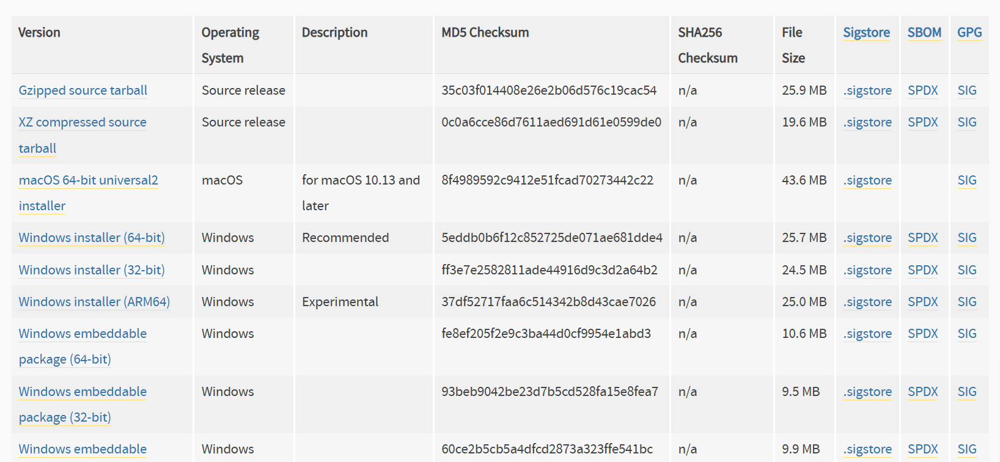 Version Operating Description MD5 Checksum SHA256 File Sigstore SBOM GPG
System Checksum Size
Gzipped source tarball Source release 35c03f014408e26e2b06d576c19cac54 n/a 25.9 MB .sigstore SPDX SIG
XZ compressed source Source release 0c0a6cce86d7611aed691d61e0599de0 n/a 19.6 MB .sigstore SPDX SIG
tarball
macOS 64-bit universal2 macOS for macOS 10.13 and 8f4989592c9412e51fcad70273442c22 n/a 43.6 MB .sigstore SIG
installer later
Windows installer (64-bit) Windows Recommended 5eddb0b6f12c852725de071ae681dde4 n/a 25.7 MB .sigstore SPDX SIG
Windows installer (32-bit) Windows ff3e7e2582811ade44916d9c3d2a64b2 n/a 24.5 MB .sigstore SPDX SIG
Windows installer (ARM64) Windows Experimental 37df52717faa6c514342b8d43cae7026 n/a 25.0 MB .sigstore SPDX SIG
Windows embeddable Windows fe8ef205f2e9c3ba44d0cf9954e1abd3 n/a 10.6 MB .sigstore SPDX SIG
package (64-bit)
Windows embeddable Windows 93beb9042be23d7b5cd528fa15e8fea7 n/a 9.5 MB .sigstore SPDX SIG
package (32-bit)
Windows embeddable Windows 60ce2b5cb5a4dfcd2873a323ffe541bc n/a 9.9 MB .sigstore SPDX SIG